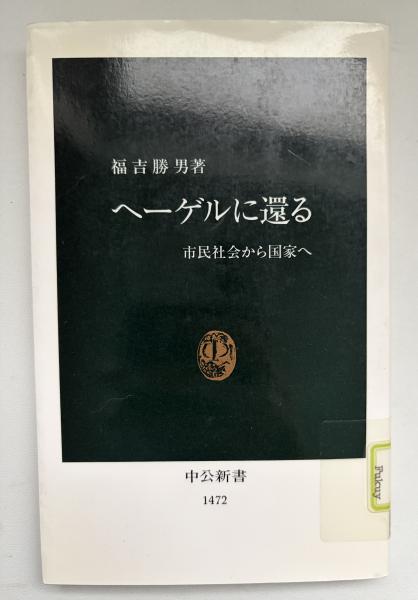 福吉勝男著
ヘーゲルに還る
市民社会から国家へ
中公新書
1472
Fukuy